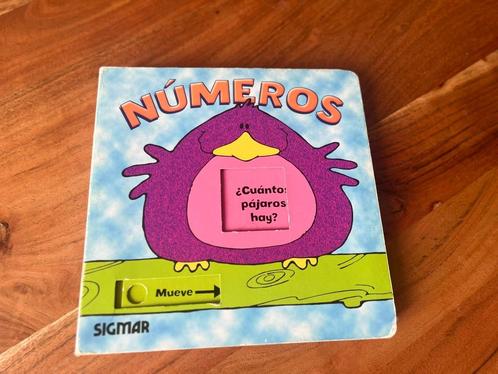 NÚMEROS
¿Cuántos
pájaros
hay?
Mueve
SIGMAR